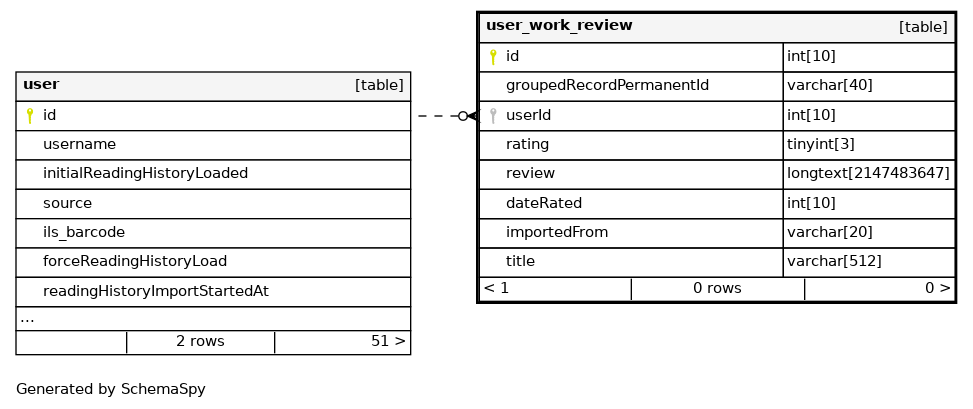 user [table]
id
username
initialReadingHistoryLoaded
source
ils_barcode
forceReadingHistoryLoad
readingHistoryImportStartedAt
...
2 rows 51 >
user_work_review [table]
id int[10]
groupedRecordPermanentId varchar[40]
userId int[10]
rating tinyint[3]
review longtext[2147483647]
dateRated int[10]
importedFrom varchar[20]
title varchar[512]
< 1 0 rows 0 >
Generated by SchemaSpy